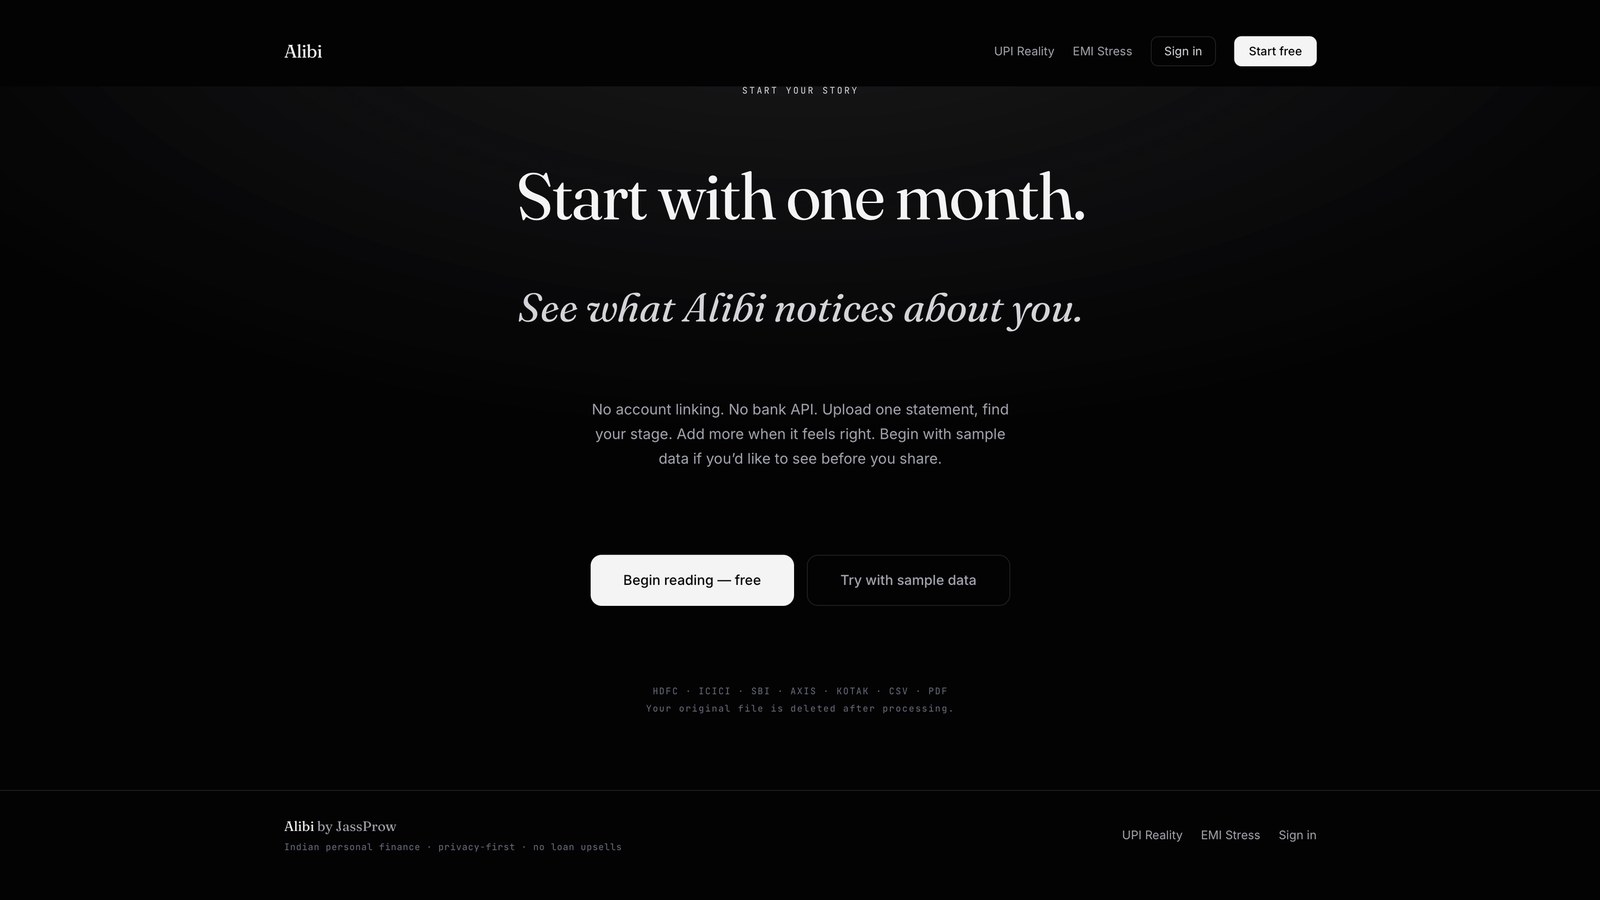 Alibi
UPI Reality
EMI Stress
Sign in
Start free
START YOUR STORY
Start with one month.
See what Alibi notices about you.
No account linking. No bank API. Upload one statement, find
your stage. Add more when it feels right. Begin with sample
data if you’d like to see before you share.
Begin reading — free
Try with sample data
HDFC · ICICI · SBI · AXIS · KOTAK · CSV · PDF
Your original file is deleted after processing.
Alibi by JassProw
Indian personal finance · privacy-first · no loan upsells
UPI Reality
EMI Stress
Sign in